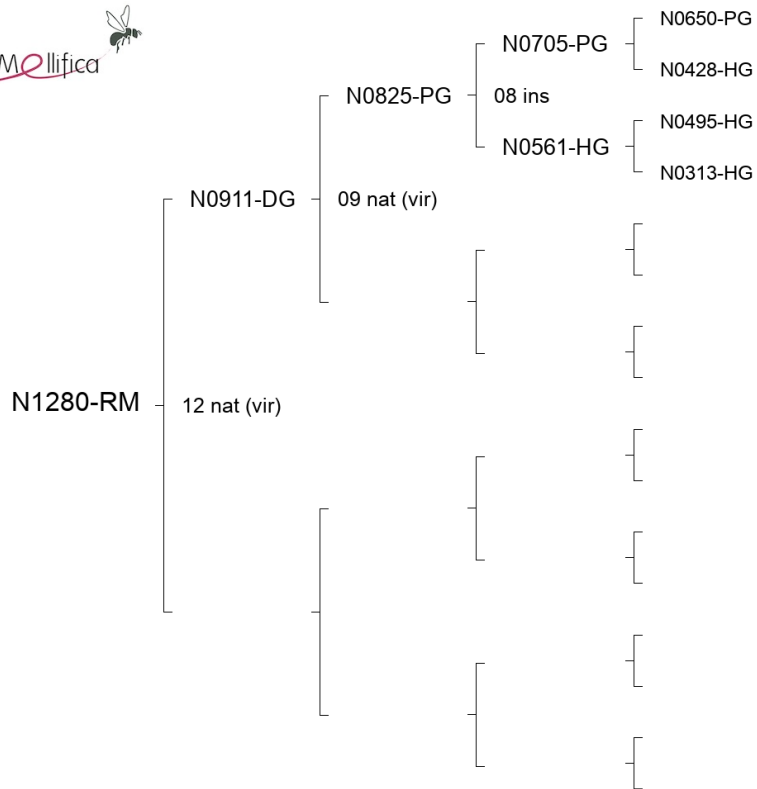 Mellifica
N0650-PG
N0705-PG
N0428-HG
N0825-PG
08 ins
N0495-HG
N0561-HG
N0313-HG
N0911-DG
09 nat (vir)
N1280-RM
12 nat (vir)